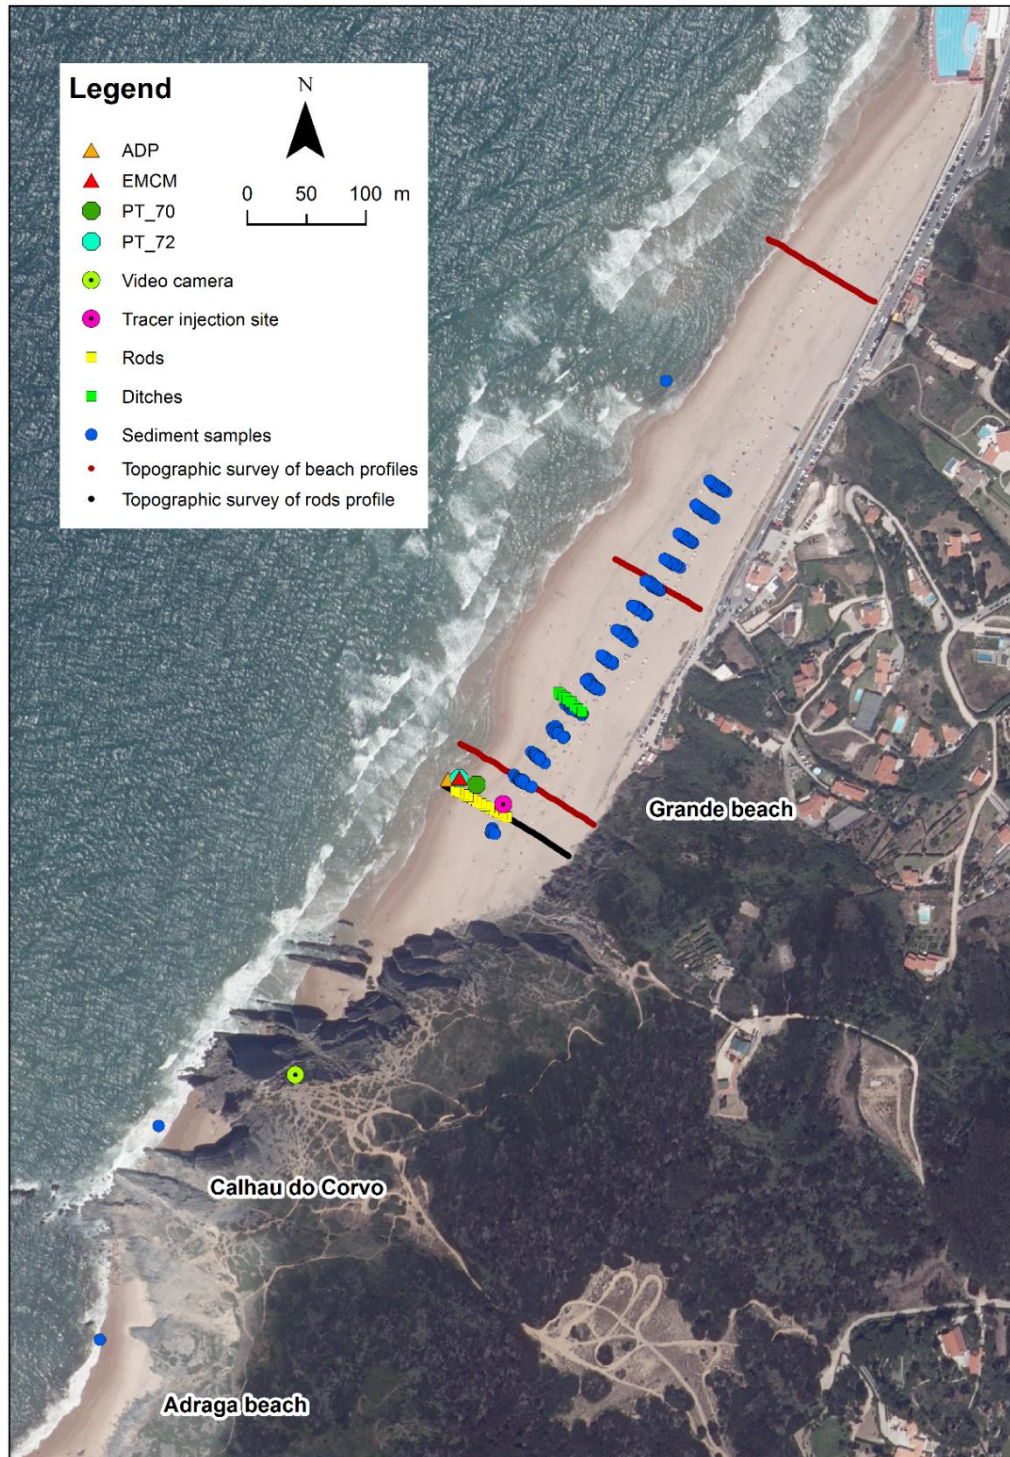 Legend
N
0 50 100 m
ADP
EMCM
PT_70
PT_72
Video camera
Tracer injection site
Rods
Ditches
Sediment samples
Topographic survey of beach profiles
Topographic survey of rods profile
Grande beach
Calhau do Corvo
Adraga beach